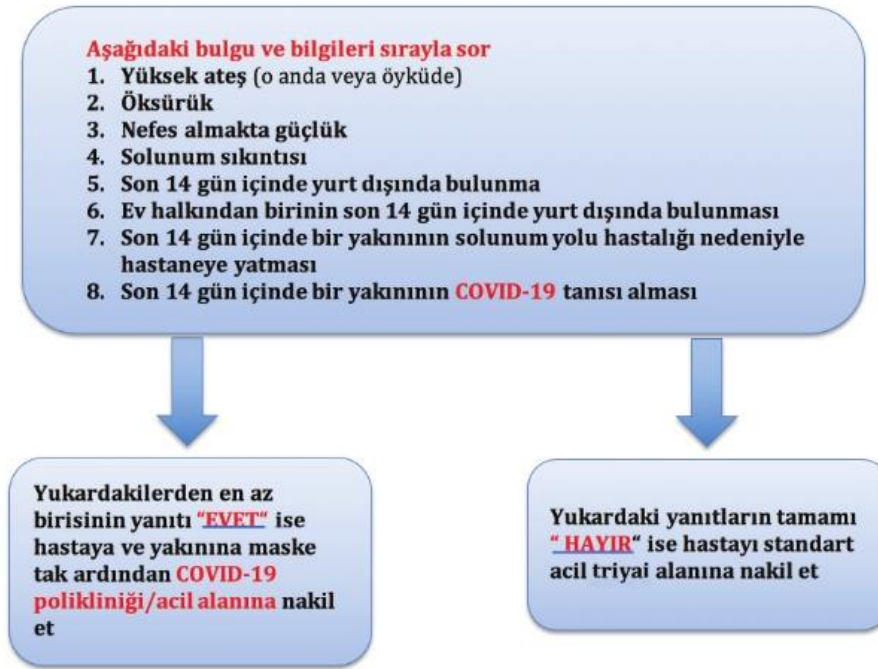 Aşağıdaki bulgu ve bilgileri sırayla sor
1. Yüksek ateş (o anda veya öyküde)
2. Öksürük
3. Nefes almakta güçlük
4. Solunum sıkıntısı
5. Son 14 gün içinde yurt dışında bulunma
6. Ev halkından birinin son 14 gün içinde yurt dışında bulunması
7. Son 14 gün içinde bir yakınının solunum yolu hastalığı nedeniyle
hastaneye yatması
8. Son 14 gün içinde bir yakınının COVID-19 tanısı alması
Yukardakilerden en az
birisinin yanıtı "EVET" ise
hastaya ve yakınına maske
tak ardından COVID-19
polikliniği/acil alanına nakil
et
Yukardaki yanıtların tamamı
" HAYIR" ise hastayı standart
acil triyai alanına nakil et